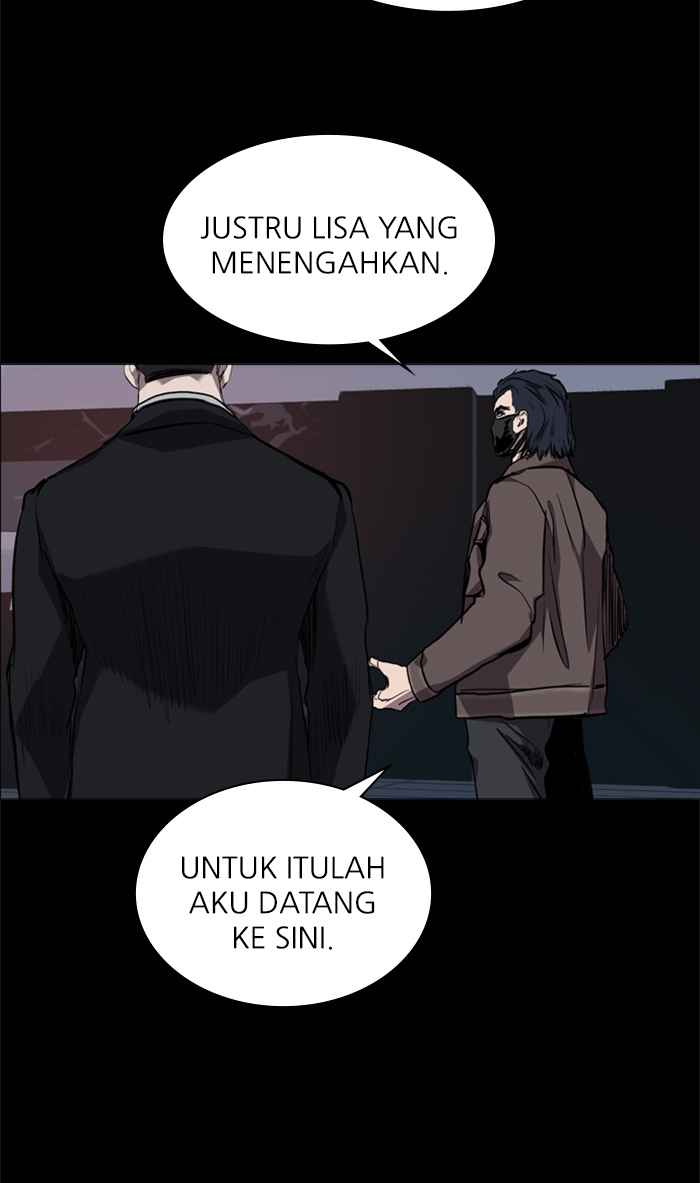 JUSTRU LISA YANG
MENENGAHKAN.
UNTUK ITULAH
AKU DATANG
KE SINI.